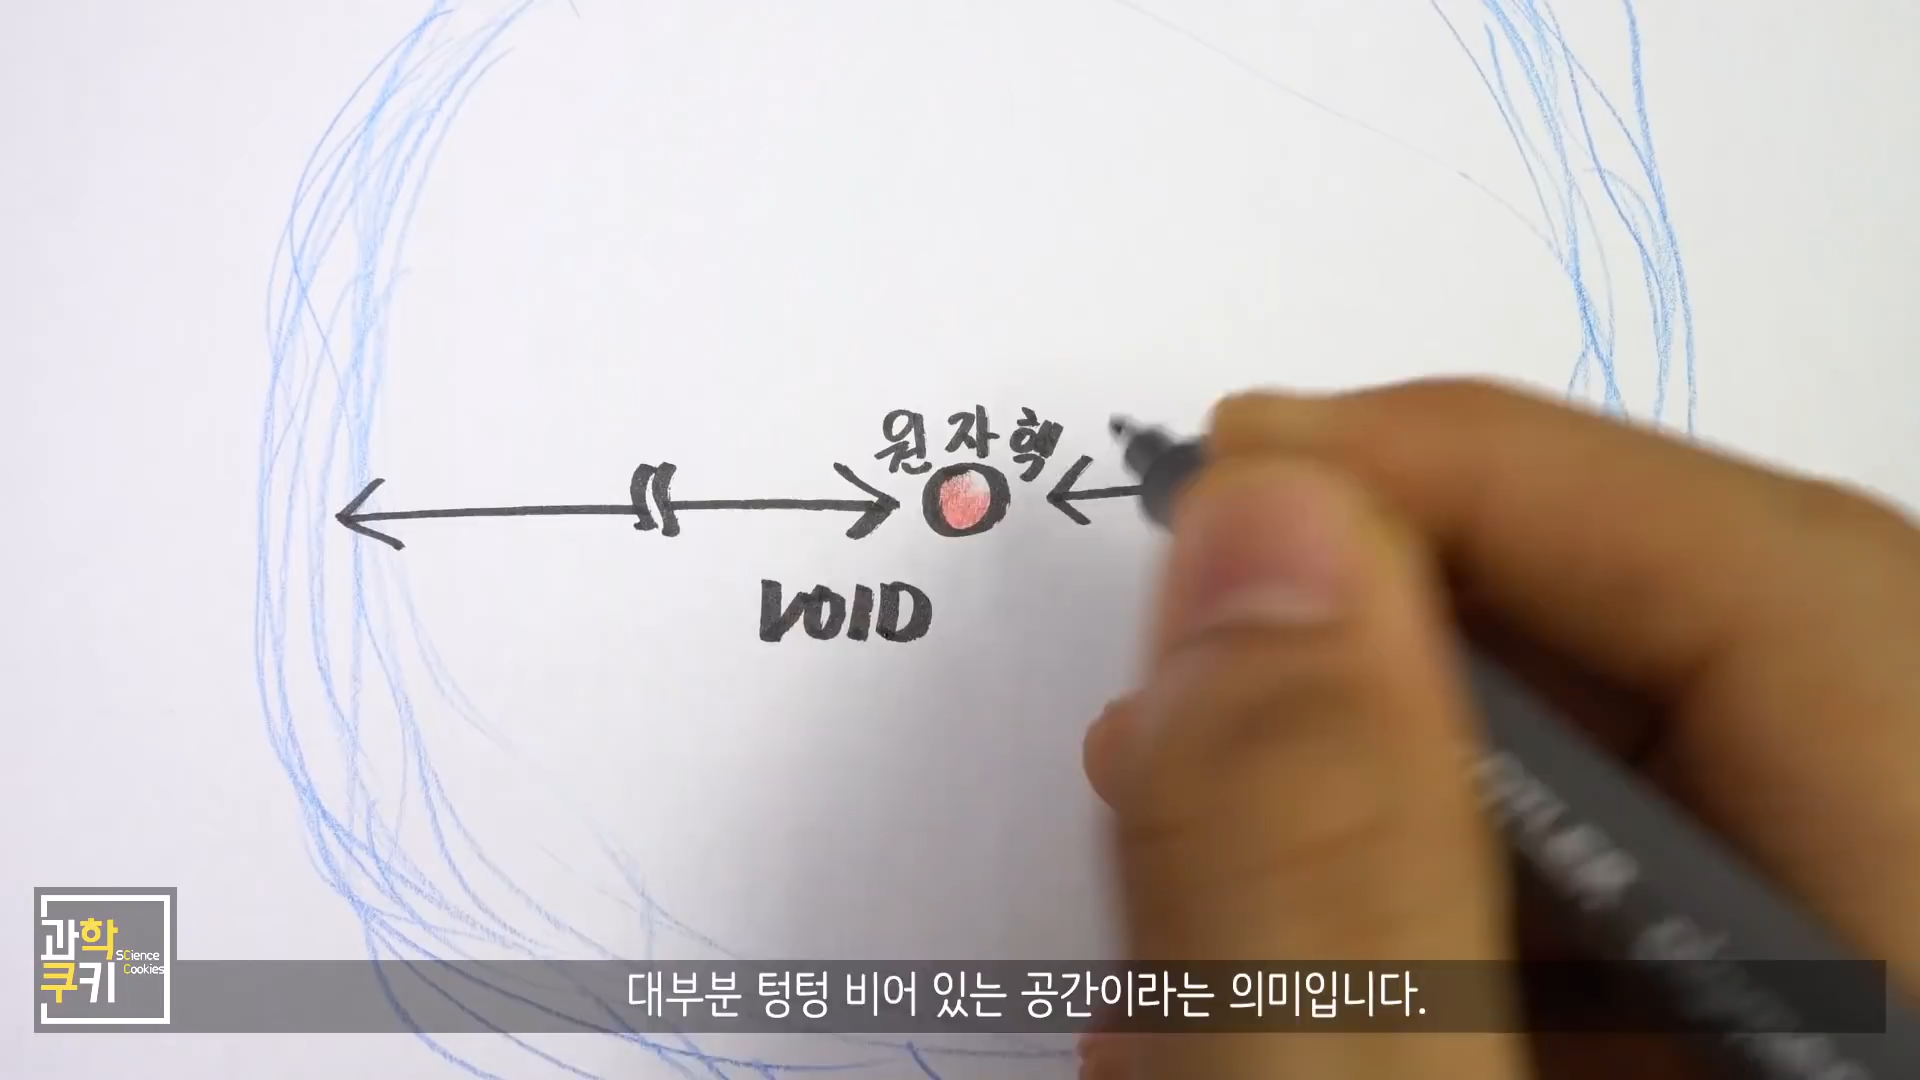 원자핵
VOID
과학
쿠키
Science
Cookies
대부분 텅텅 비어 있는 공간이라는 의미입니다.